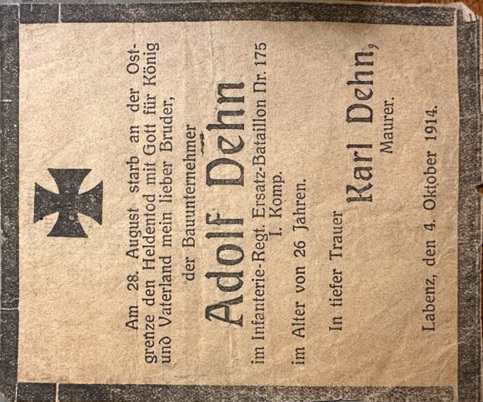 Am 28. August starb an der Ost-
grenze den Heldentod mit Gott für König
und Vaterland mein lieber Bruder,
der Bauunternehmer
Adolf Dehn
im Infanterie-Regt. Ersatz-Bataillon Nr. 175
I. Komp.
im Alter von 26 Jahren.
In tiefer Trauer
Karl Dehn,
Maurer.
Labenz, den 4. Oktober 1914.